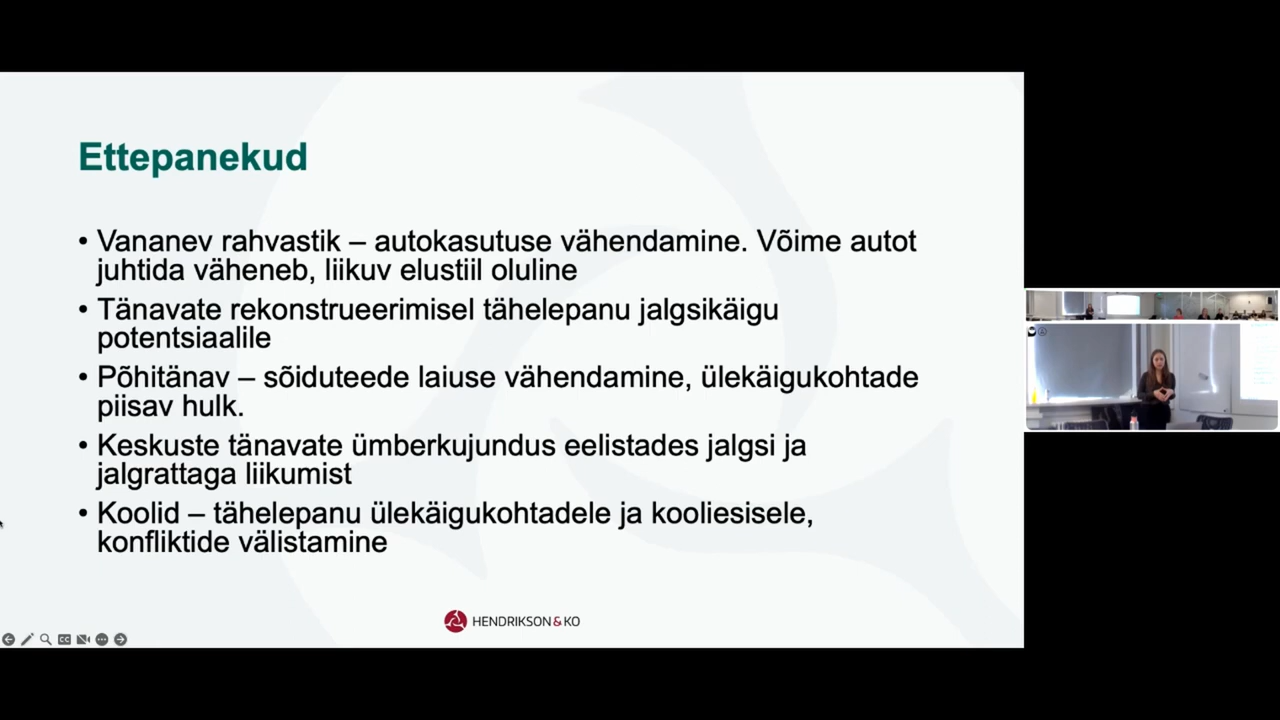 Ettepanekud
• Vananev rahvastik – autokasutuse vähendamine. Võime autot
juhtida väheneb, liikuv elustiil oluline
• Tänavate rekonstrueerimisel tähelepanu jalgsikäigu
potentsiaalile
• Põhitänav – sõiduteede laiuse vähendamine, ülekäigukohtade
piisav hulk.
• Keskuste tänavate ümberkujundus eelistades jalgsi ja
jalgrattaga liikumist
• Koolid – tähelepanu ülekäigukohtadele ja kooliesisele,
konfliktide välistamine
HENDRIKSON & KO
CC